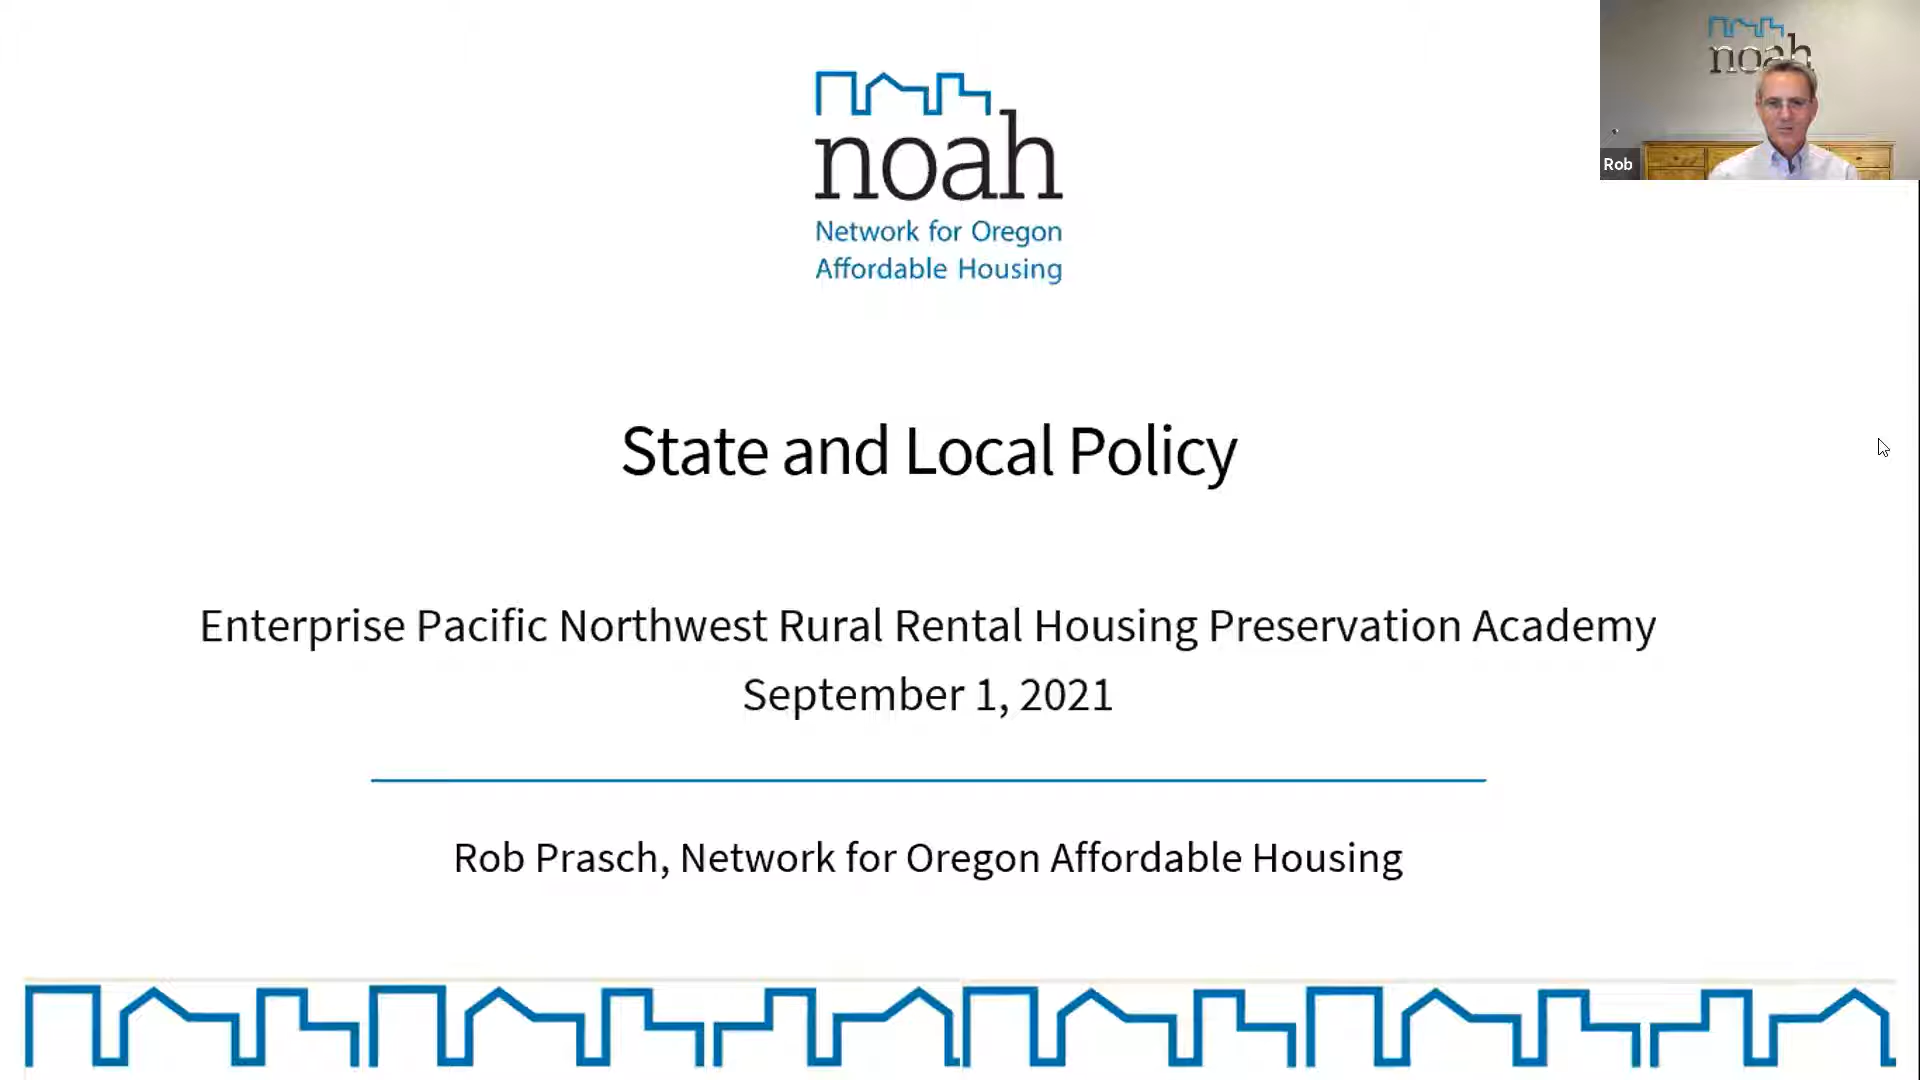 noah
Network for Oregon
Affordable Housing
noah
Rob
State and Local Policy
Enterprise Pacific Northwest Rural Rental Housing Preservation Academy
September 1, 2021
Rob Prasch, Network for Oregon Affordable Housing